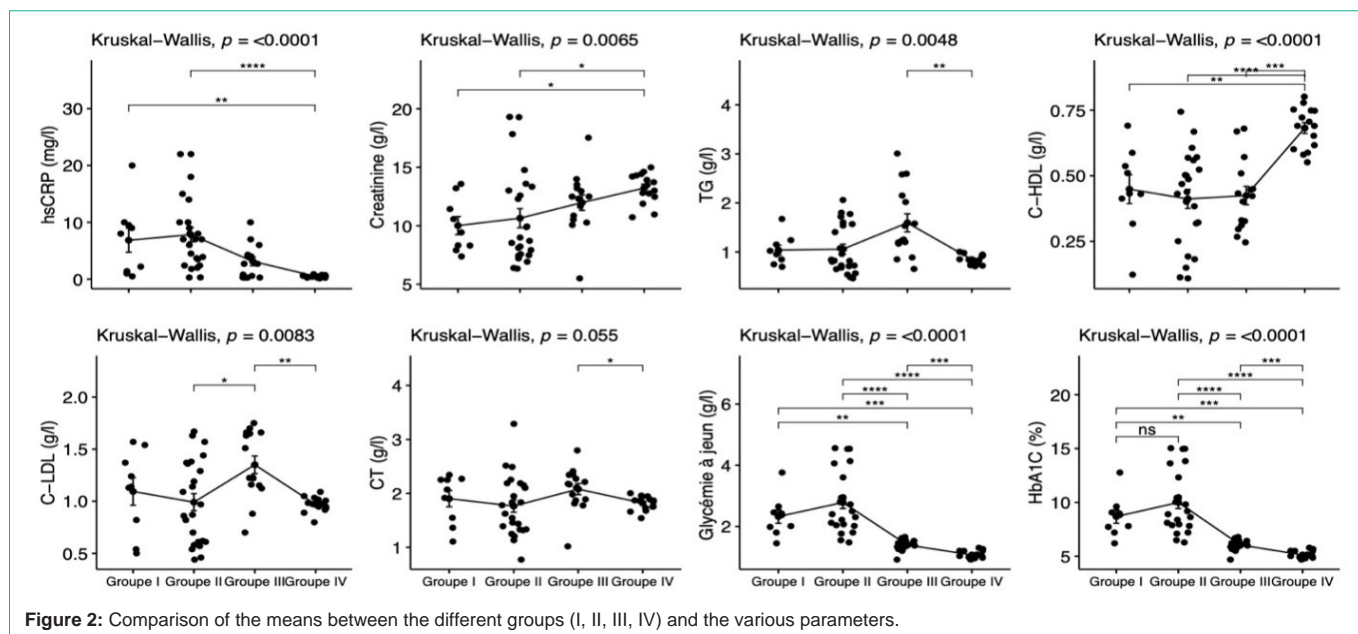 Kruskal–Wallis, p = <0.0001
Kruskal–Wallis, p = 0.0065
Kruskal–Wallis, p = 0.0048
Kruskal–Wallis, p = <0.0001
hsCRP (mg/l)
30
20
10
0
****
**
Creatinine (g/l)
20
15
10
5
*
*
TG (g/l)
4
3
2
1
**
C–HDL (g/l)
0.75
0.50
0.25
***
****
**
Kruskal–Wallis, p = 0.0083
Kruskal–Wallis, p = 0.055
Kruskal–Wallis, p = <0.0001
Kruskal–Wallis, p = <0.0001
C–LDL (g/l)
2.0
1.5
1.0
0.5
**
*
Groupe I Groupe II Groupe III Groupe IV
CT (g/l)
4
3
2
1
*
Groupe I Groupe II Groupe III Groupe IV
Glycémie à jeun (g/l)
6
4
2
***
****
****
***
**
Groupe I Groupe II Groupe III Groupe IV
HbA1C (%)
20
15
10
5
***
****
****
***
**
ns
Groupe I Groupe II Groupe III Groupe IV
Figure 2: Comparison of the means between the different groups (I, II, III, IV) and the various parameters.